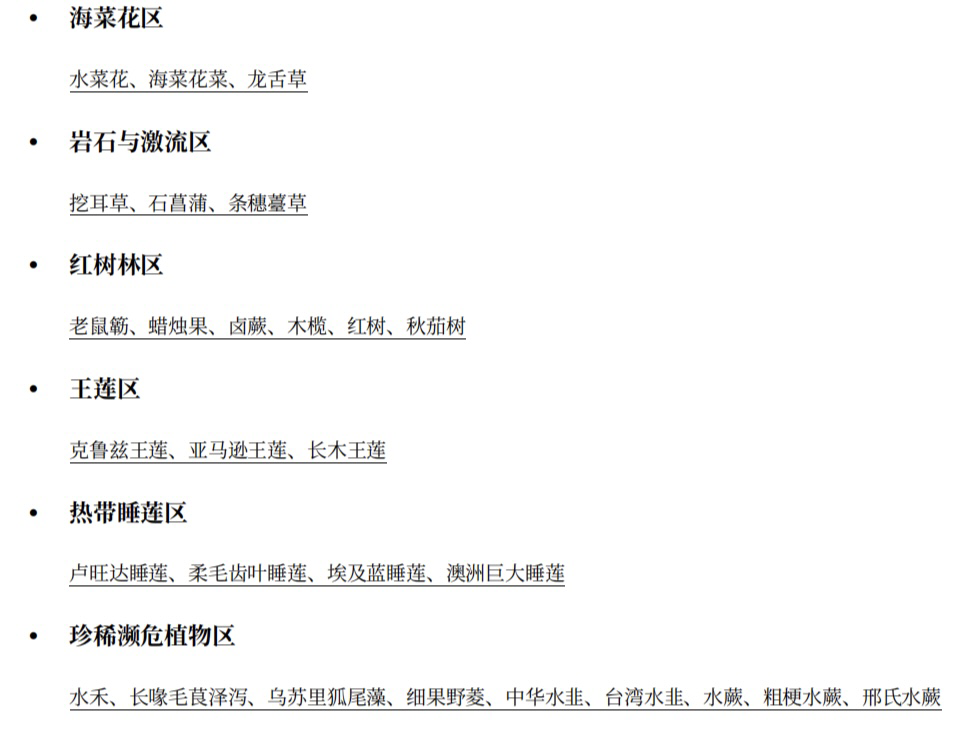 • 海菜花区
水菜花、海菜花菜、龙舌草
• 岩石与激流区
挖耳草、石菖蒲、条穗薹草
• 红树林区
老鼠簕、蜡烛果、卤蕨、木榄、红树、秋茄树
• 王莲区
克鲁兹王莲、亚马逊王莲、长木王莲
• 热带睡莲区
卢旺达睡莲、柔毛齿叶睡莲、埃及蓝睡莲、澳洲巨大睡莲
• 珍稀濒危植物区
水禾、长喙毛茛泽泻、乌苏里狐尾藻、细果野菱、中华水韭、台湾水韭、水蕨、粗梗水蕨、邢氏水蕨